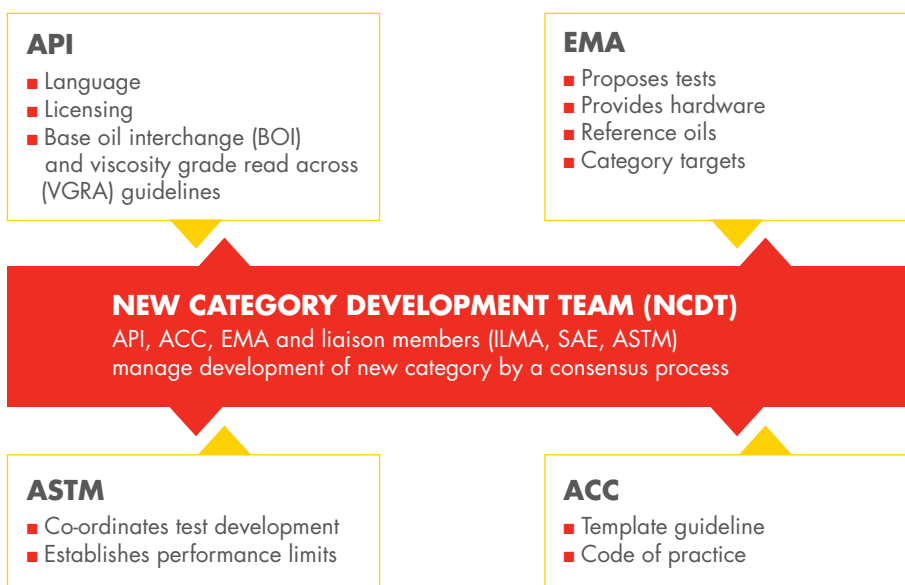 API
■ Language
■ Licensing
■ Base oil interchange (BOI)
and viscosity grade read across
(VGRA) guidelines
EMA
■ Proposes tests
■ Provides hardware
■ Reference oils
■ Category targets
NEW CATEGORY DEVELOPMENT TEAM (NCDT)
API, ACC, EMA and liaison members (ILMA, SAE, ASTM)
manage development of new category by a consensus process
ASTM
■ Co-ordinates test development
■ Establishes performance limits
ACC
■ Template guideline
■ Code of practice